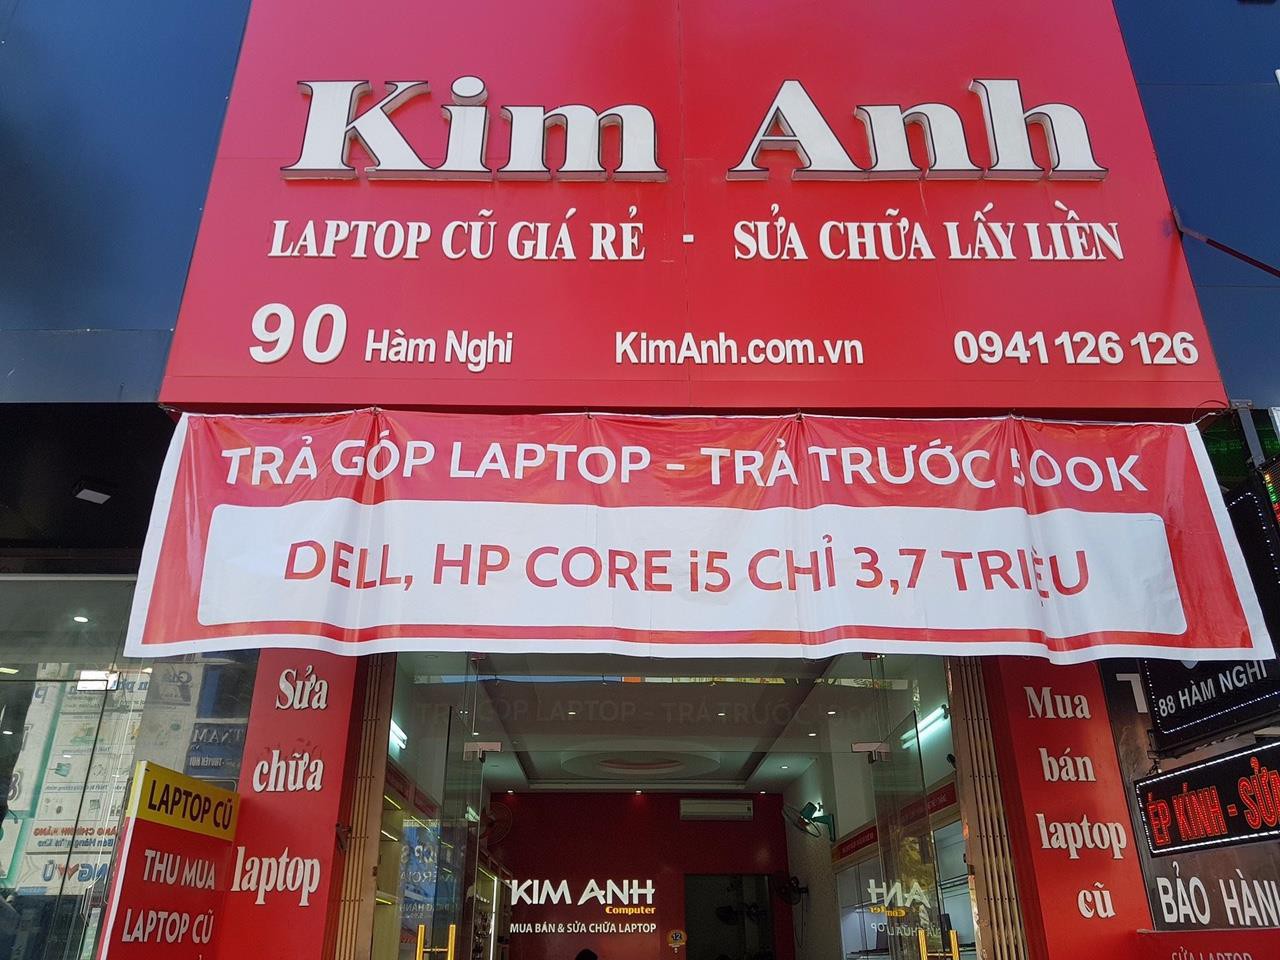 Kim Anh
LAPTOP CŨ GIÁ RẺ - SỬA CHỮA LẤY LIỀN
90 Hàm Nghi KimAnh.com.vn 0941 126 126
TRẢ GÓP LAPTOP - TRẢ TRƯỚC 500K
DELL, HP CORE i5 CHỈ 3,7 TRIỆU
Sửa
chữa
laptop
Mua
bán
laptop
cũ
LAPTOP CŨ
THU MUA
LAPTOP CŨ
KIM ANH
Computer
MUA BÁN & SỬA CHỮA LAPTOP
88 HÀM NGHI
ÉP KÍNH - SỬA
BẢO HÀNH
SỬA LAPTOP